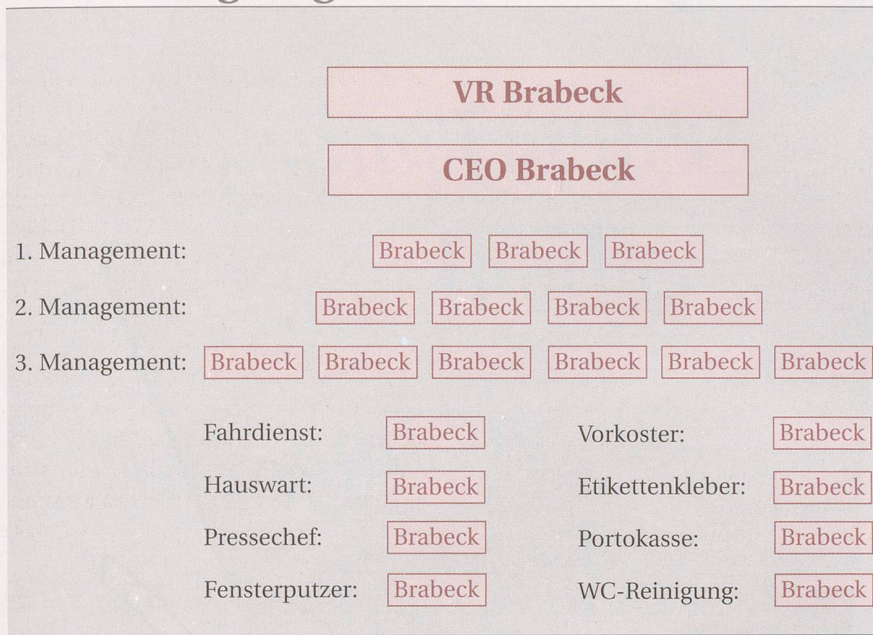 VR Brabeck
CEO Brabeck
1. Management: Brabeck Brabeck Brabeck
2. Management: Brabeck Brabeck Brabeck Brabeck
3. Management: Brabeck Brabeck Brabeck Brabeck Brabeck Brabeck
Fahrdienst: Brabeck Vorkoster: Brabeck
Hauswart: Brabeck Etikettenkleber: Brabeck
Pressechef: Brabeck Portokasse: Brabeck
Fensterputzer: Brabeck WC-Reinigung: Brabeck